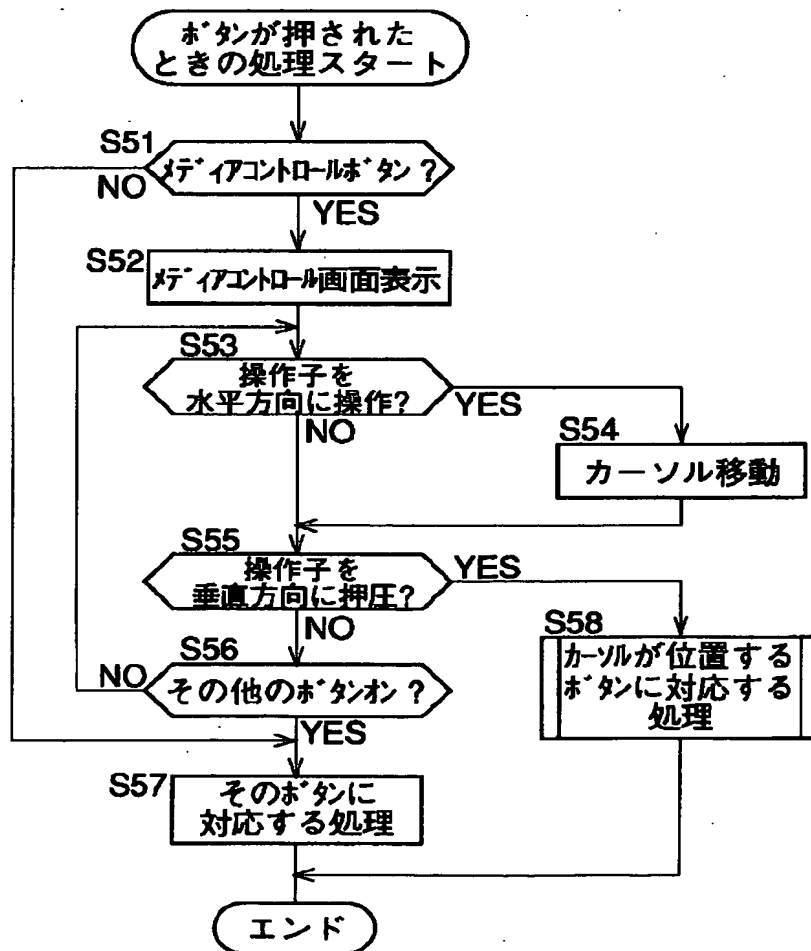 ボタンが押された
ときの処理スタート
S51
メディアコントロールボタン?
NO
YES
S52
メディアコントロール画面表示
S53
操作子を
水平方向に操作?
YES
NO
S54
カーソル移動
S55
操作子を
垂直方向に押圧?
YES
NO
S58
カーソルが位置する
ボタンに対応する
処理
S56
その他のボタンオン?
NO
YES
S57
そのボタンに
対応する処理
エンド